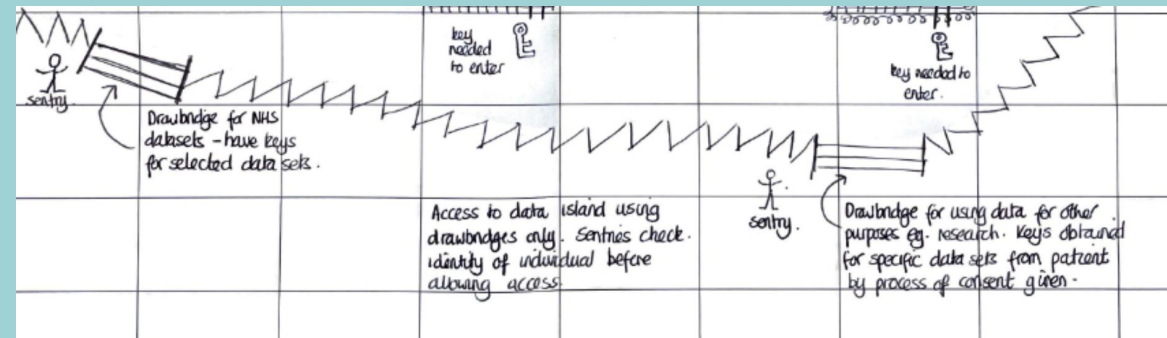 key
needed
to enter
key needed to
enter.
sentry.
Drawbridge for NHS
datasets - have keys
for selected data sets.
Access to data island using
drawbridges only. Sentries check
identity of individual before
allowing access.
sentry.
Drawbridge for using data for other
purposes eg. research. Keys obtained
for specific data sets from patient
by process of consent given.